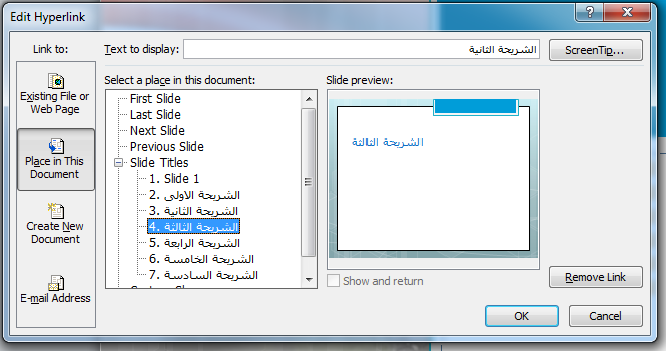 Edit Hyperlink
Link to:
Text to display:
الشريحة الثانية
ScreenTip...
Existing File or
Web Page
Place in This
Document
Create New
Document
E-mail Address
Select a place in this document:
First Slide
Last Slide
Next Slide
Previous Slide
Slide Titles
1. Slide 1
2. الشريحة الاولى
3. الشريحة الثانية
4. الشريحة الثالثة
5. الشريحة الرابعة
6. الشريحة الخامسة
7. الشريحة السادسة
Slide preview:
الشريحة الثالثة
Show and return
Remove Link
OK
Cancel